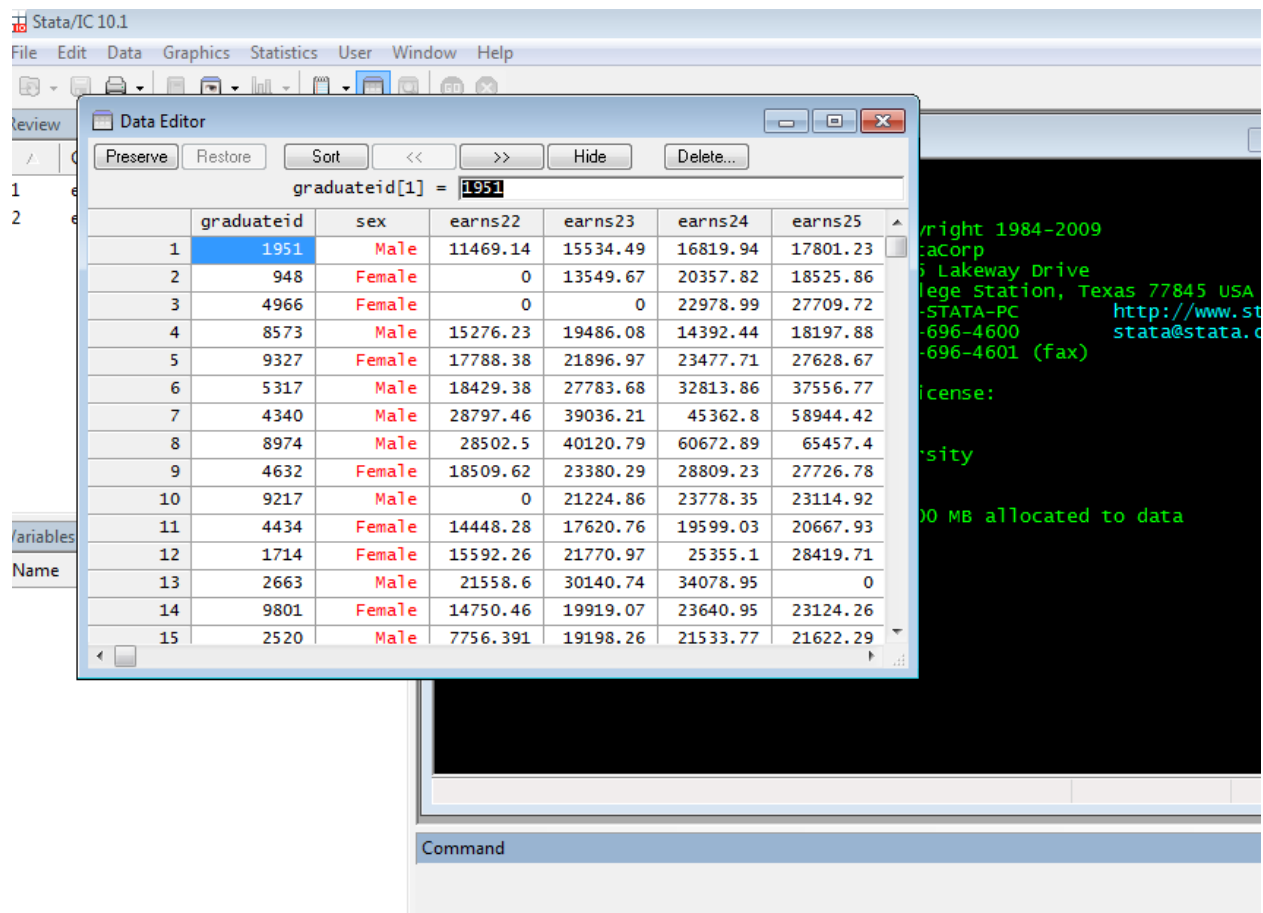 Stata/IC 10.1
File Edit Data Graphics Statistics User Window Help
Review
1
2
Data Editor
Preserve Restore Sort << >> Hide Delete...
graduateid[1] = 1951
graduateid sex earns22 earns23 earns24 earns25
1 1951 Male 11469.14 15534.49 16819.94 17801.23
2 948 Female 0 13549.67 20357.82 18525.86
3 4966 Female 0 0 22978.99 27709.72
4 8573 Male 15276.23 19486.08 14392.44 18197.88
5 9327 Female 17788.38 21896.97 23477.71 27628.67
6 5317 Male 18429.38 27783.68 32813.86 37556.77
7 4340 Male 28797.46 39036.21 45362.8 58944.42
8 8974 Male 28502.5 40120.79 60672.89 65457.4
9 4632 Female 18509.62 23380.29 28809.23 27726.78
10 9217 Male 0 21224.86 23778.35 23114.92
11 4434 Female 14448.28 17620.76 19599.03 20667.93
12 1714 Female 15592.26 21770.97 25355.1 28419.71
13 2663 Male 21558.6 30140.74 34078.95 0
14 9801 Female 14750.46 19919.07 23640.95 23124.26
15 2520 Male 7756.391 19198.26 21533.77 21622.29
yright 1984-2009
taCorp
5 Lakeway Drive
lege Station, Texas 77845 USA
-STATA-PC http://www.st
-696-4600 stata@stata.c
-696-4601 (fax)
icense:
rsity
00 MB allocated to data
Variables
Name
Command